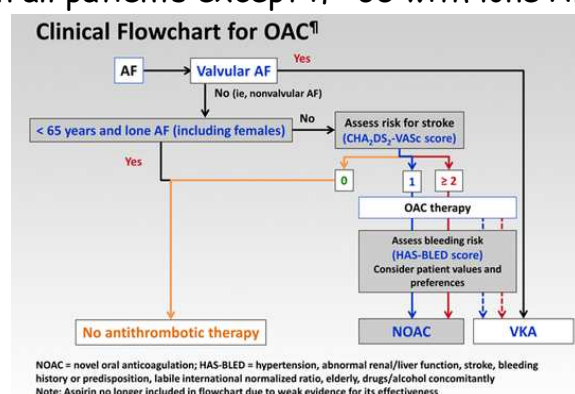 all patients except
Clinical Flowchart for OAC¶
AF
Valvular AF
Yes
No (ie, nonvalvular AF)
< 65 years and lone AF (including females)
No
Assess risk for stroke
(CHA2DS2-VASc score)
Yes
0
1
≥ 2
OAC therapy
Assess bleeding risk
(HAS-BLED score)
Consider patient values and
preferences
No antithrombotic therapy
NOAC
VKA
NOAC = novel oral anticoagulation; HAS-BLED = hypertension, abnormal renal/liver function, stroke, bleeding
history or predisposition, labile international normalized ratio, elderly, drugs/alcohol concomitantly
Note: Aspirin no longer included in flowchart due to weak evidence for its effectiveness